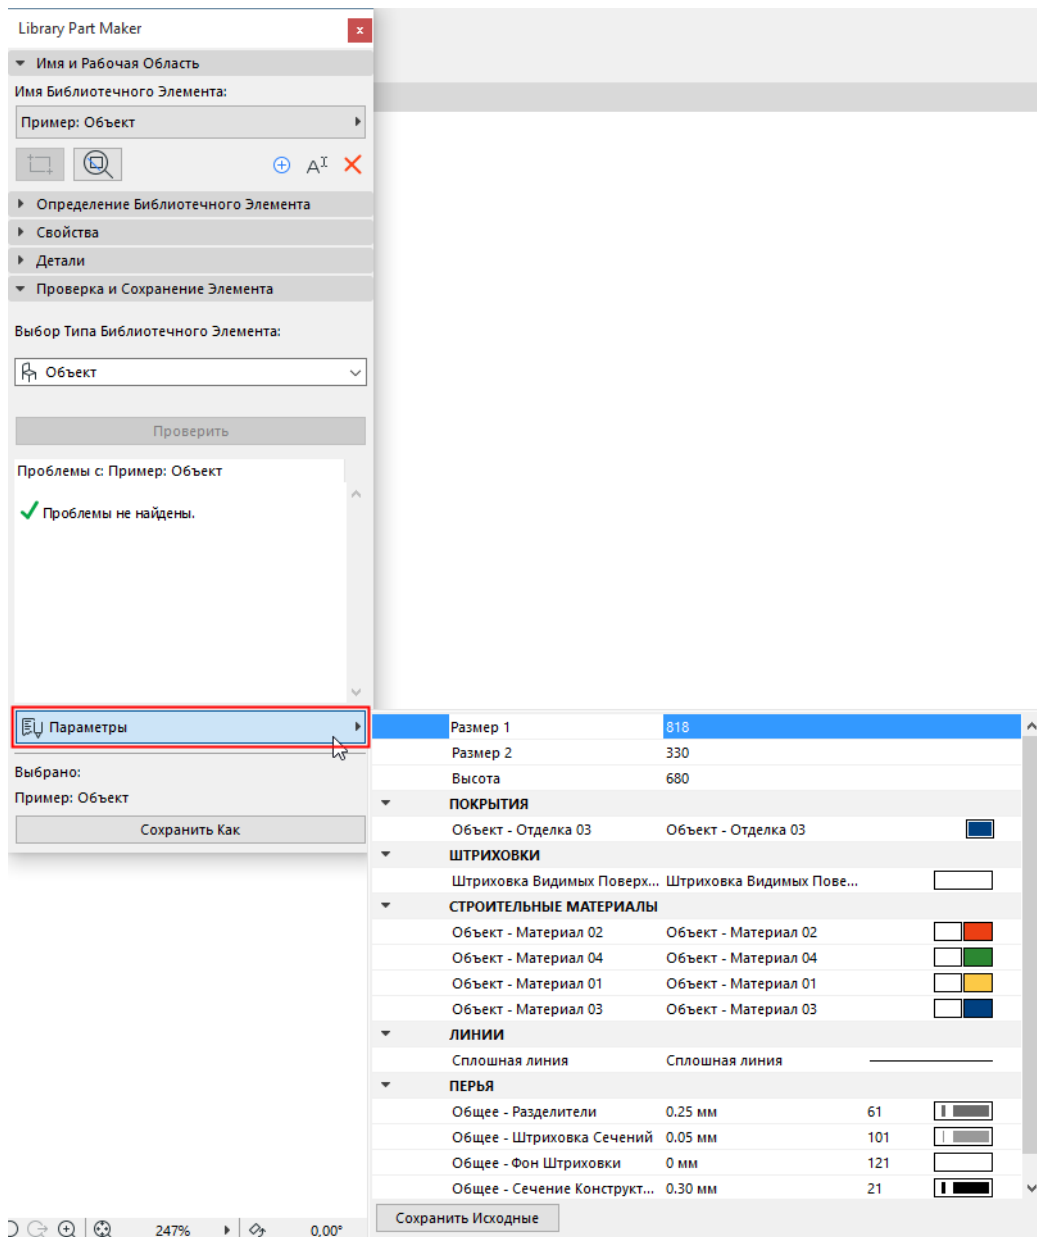 Library Part Maker
x
Имя и Рабочая Область
Имя Библиотечного Элемента:
Пример: Объект
Определение Библиотечного Элемента
Свойства
Детали
Проверка и Сохранение Элемента
Выбор Типа Библиотечного Элемента:
Объект
Проверить
Проблемы с: Пример: Объект
Проблемы не найдены.
Параметры
Выбрано:
Пример: Объект
Сохранить Как
Размер 1 818
Размер 2 330
Высота 680
ПОКРЫТИЯ
Объект - Отделка 03 Объект - Отделка 03
ШТРИХОВКИ
Штриховка Видимых Поверх... Штриховка Видимых Пове...
СТРОИТЕЛЬНЫЕ МАТЕРИАЛЫ
Объект - Материал 02 Объект - Материал 02
Объект - Материал 04 Объект - Материал 04
Объект - Материал 01 Объект - Материал 01
Объект - Материал 03 Объект - Материал 03
ЛИНИИ
Сплошная линия Сплошная линия
ПЕРЬЯ
Общее - Разделители 0.25 мм 61
Общее - Штриховка Сечений 0.05 мм 101
Общее - Фон Штриховки 0 мм 121
Общее - Сечение Конструкт... 0.30 мм 21
Сохранить Исходные
247% 0,00°